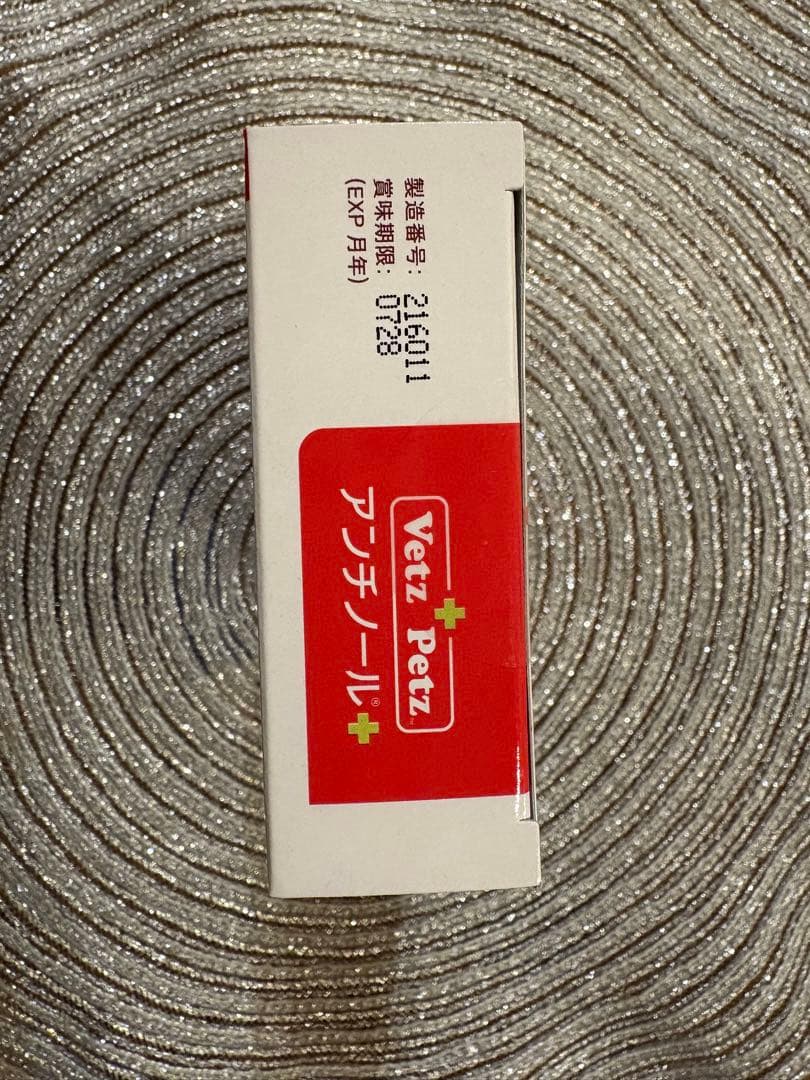 製造番号: 216011
賞味期限: 0728
(EXP 月年)
Vetz Petz™
アンチノール®